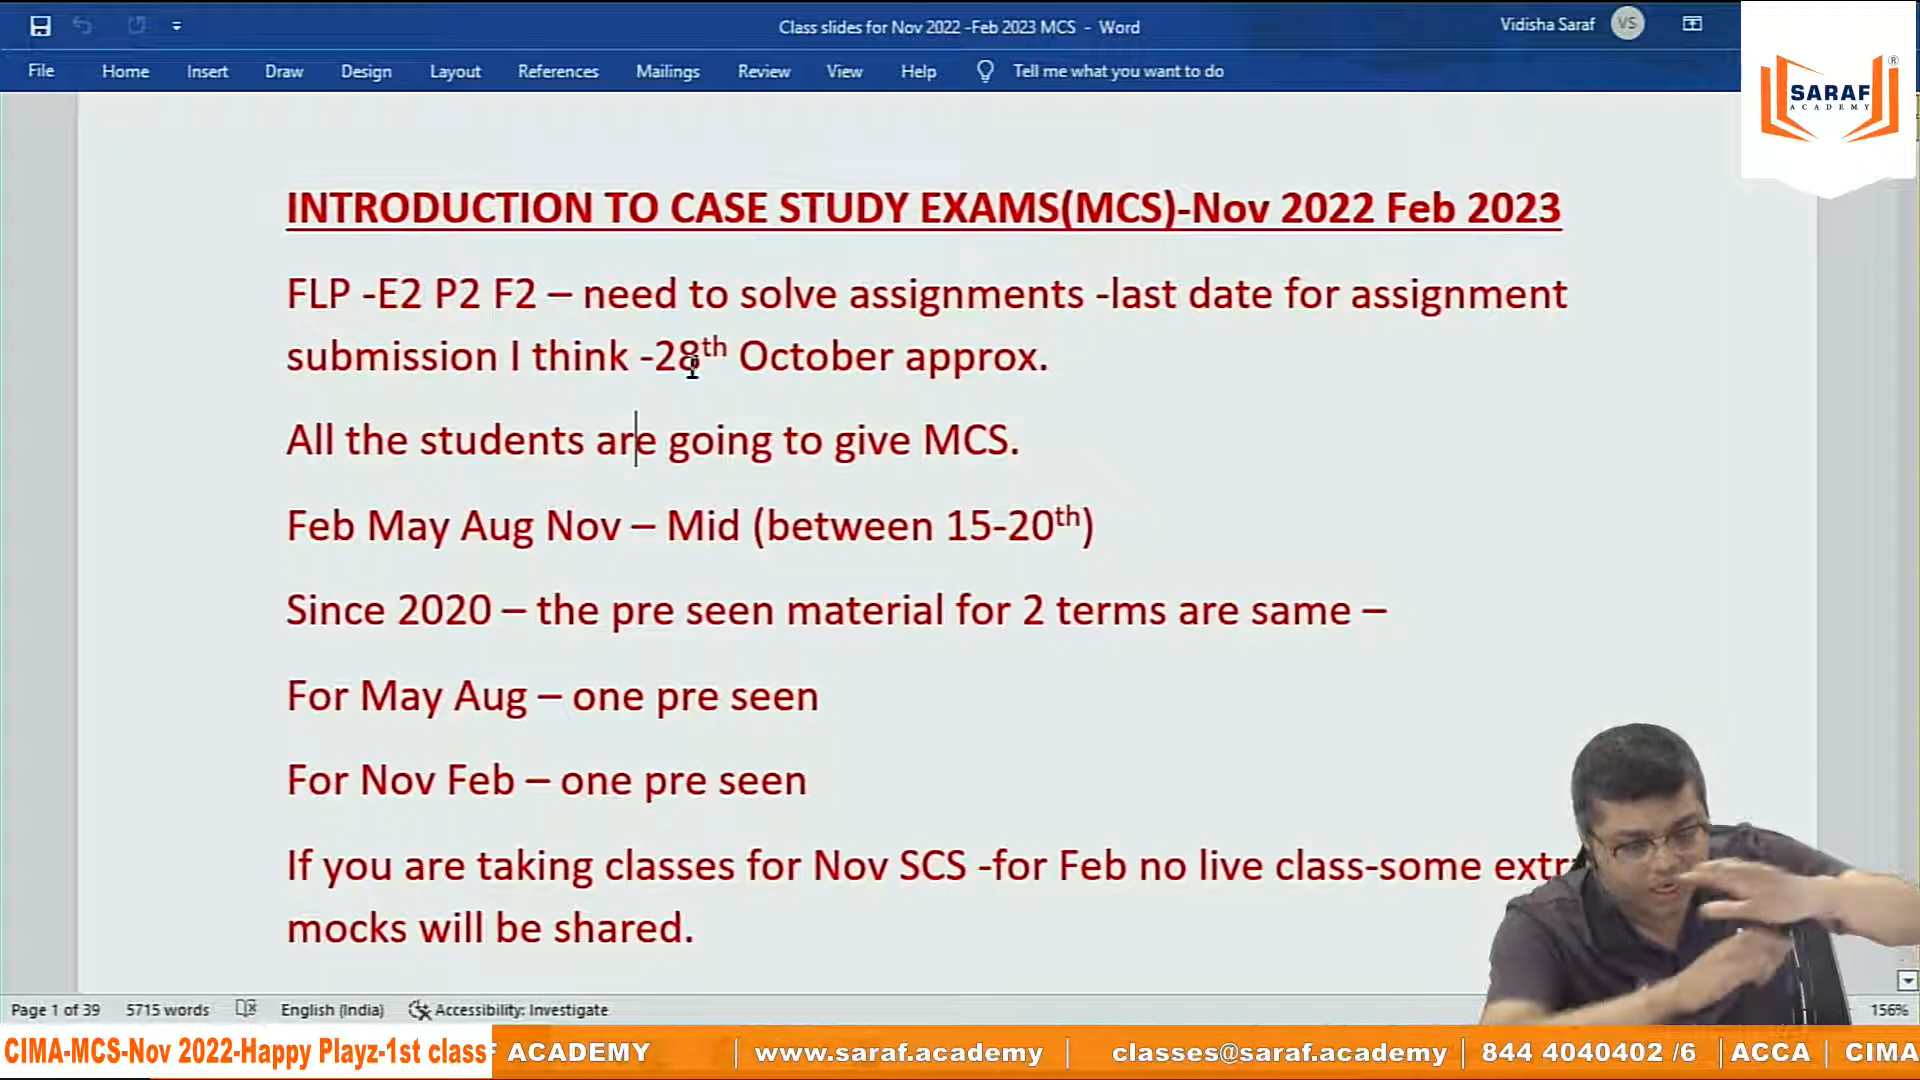 Class slides for Nov 2022 -Feb 2023 MCS - Word
Vidisha Saraf VS
File Home Insert Draw Design Layout References Mailings Review View Help Tell me what you want to do
SARAF
ACADEMY
®
INTRODUCTION TO CASE STUDY EXAMS(MCS)-Nov 2022 Feb 2023
FLP -E2 P2 F2 – need to solve assignments -last date for assignment
submission I think -28th October approx.
All the students are going to give MCS.
Feb May Aug Nov – Mid (between 15-20th)
Since 2020 – the pre seen material for 2 terms are same –
For May Aug – one pre seen
For Nov Feb – one pre seen
If you are taking classes for Nov SCS -for Feb no live class-some
mocks will be shared.
Page 1 of 39 5715 words English (India) Accessibility: Investigate 156%
CIMA-MCS-Nov 2022-Happy Playz-1st class ACADEMY | www.saraf.academy | classes@saraf.academy | 844 4040402 /6 | ACCA | CIMA